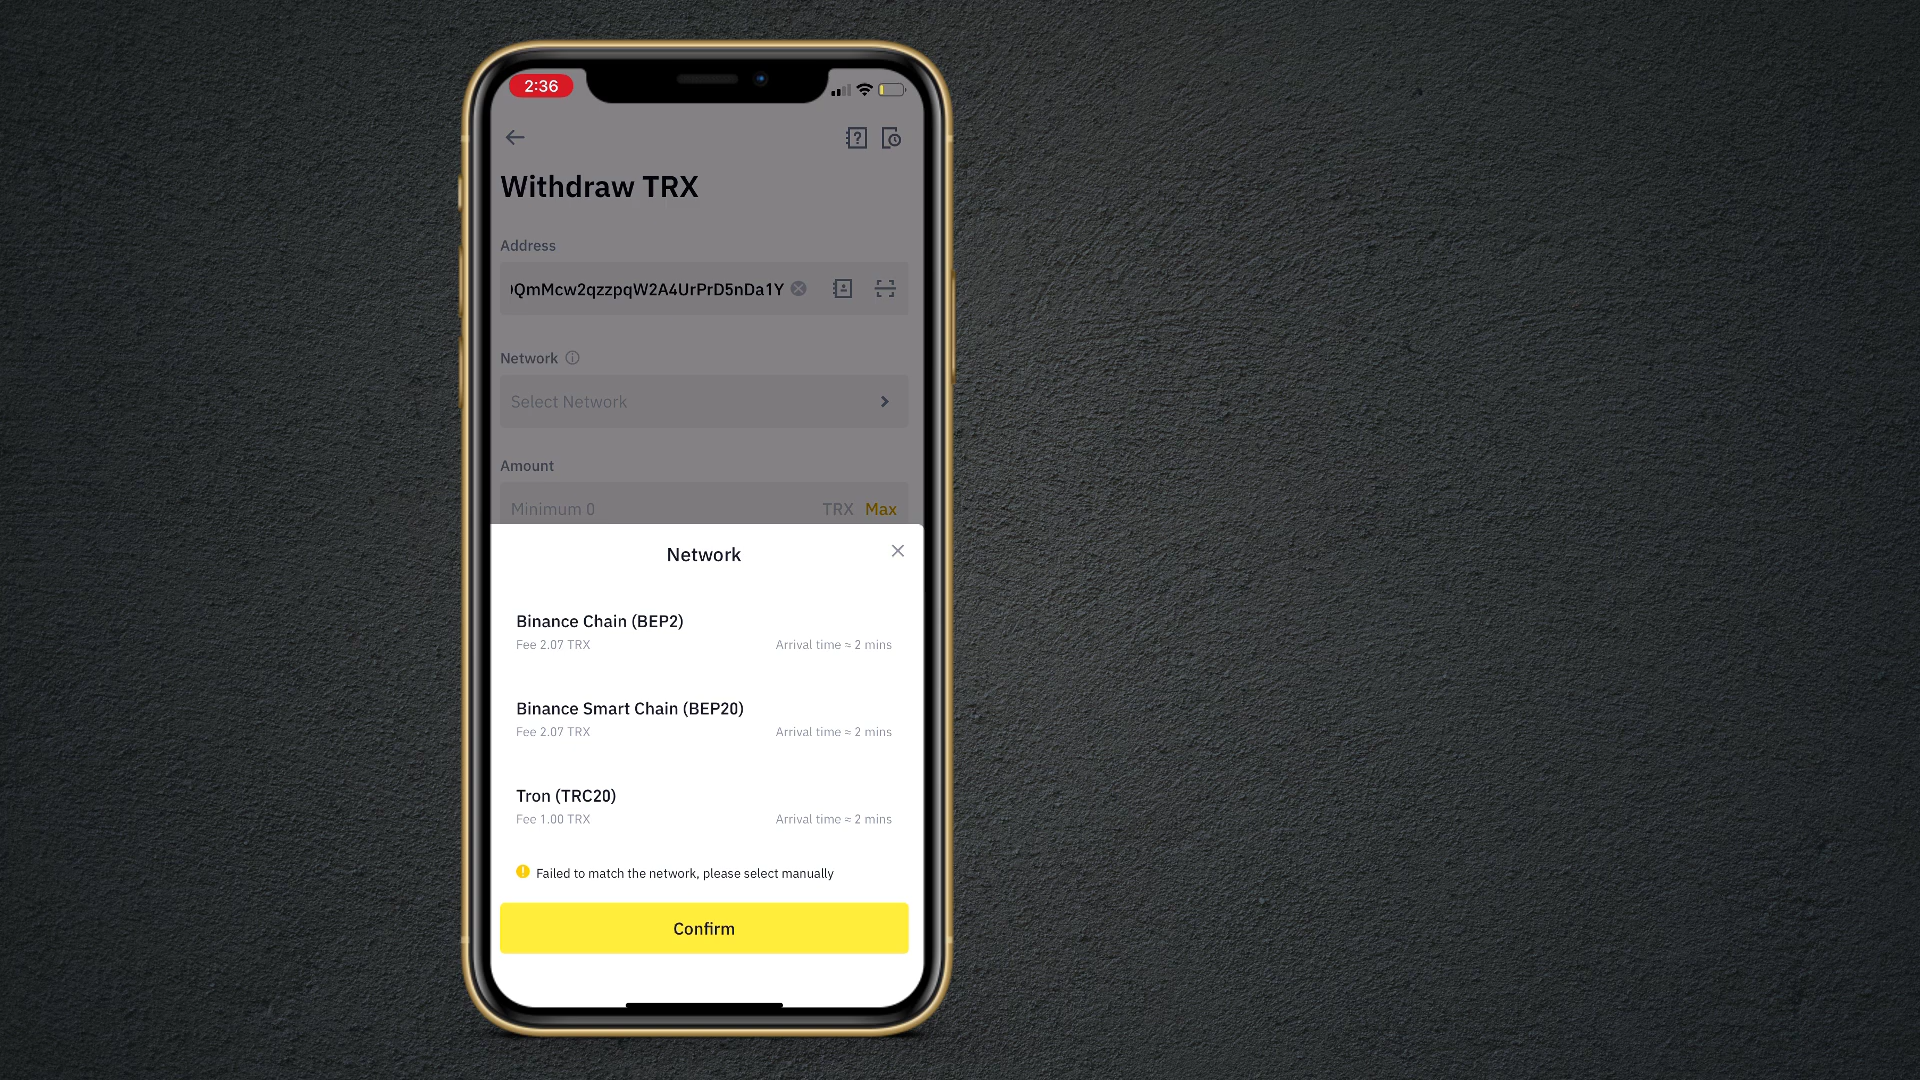 2:36
Withdraw TRX
Address
QmMcw2qzzpqW2A4UrPrD5nDa1Y
Network
Select Network
Amount
Minimum 0 TRX Max
Network
Binance Chain (BEP2)
Fee 2.07 TRX Arrival time ≈ 2 mins
Binance Smart Chain (BEP20)
Fee 2.07 TRX Arrival time ≈ 2 mins
Tron (TRC20)
Fee 1.00 TRX Arrival time ≈ 2 mins
Failed to match the network, please select manually
Confirm